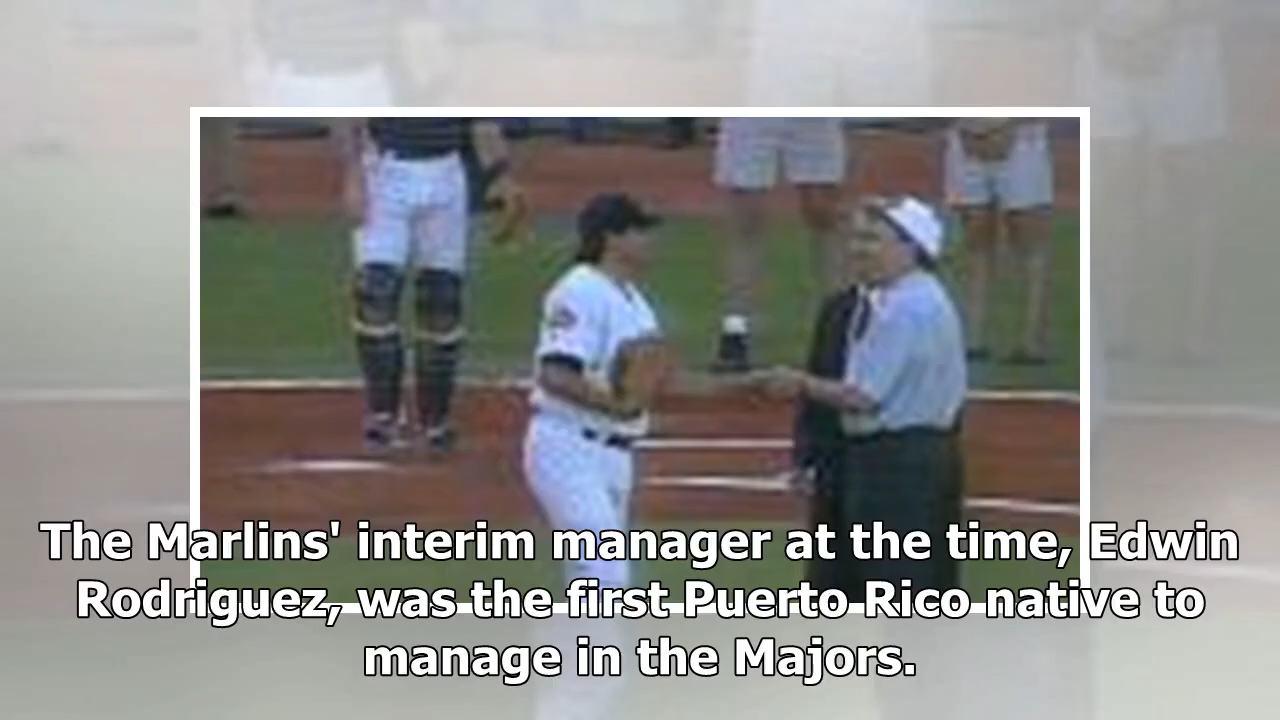 The Marlins' interim manager at the time, Edwin
Rodriguez, was the first Puerto Rico native to
manage in the Majors.